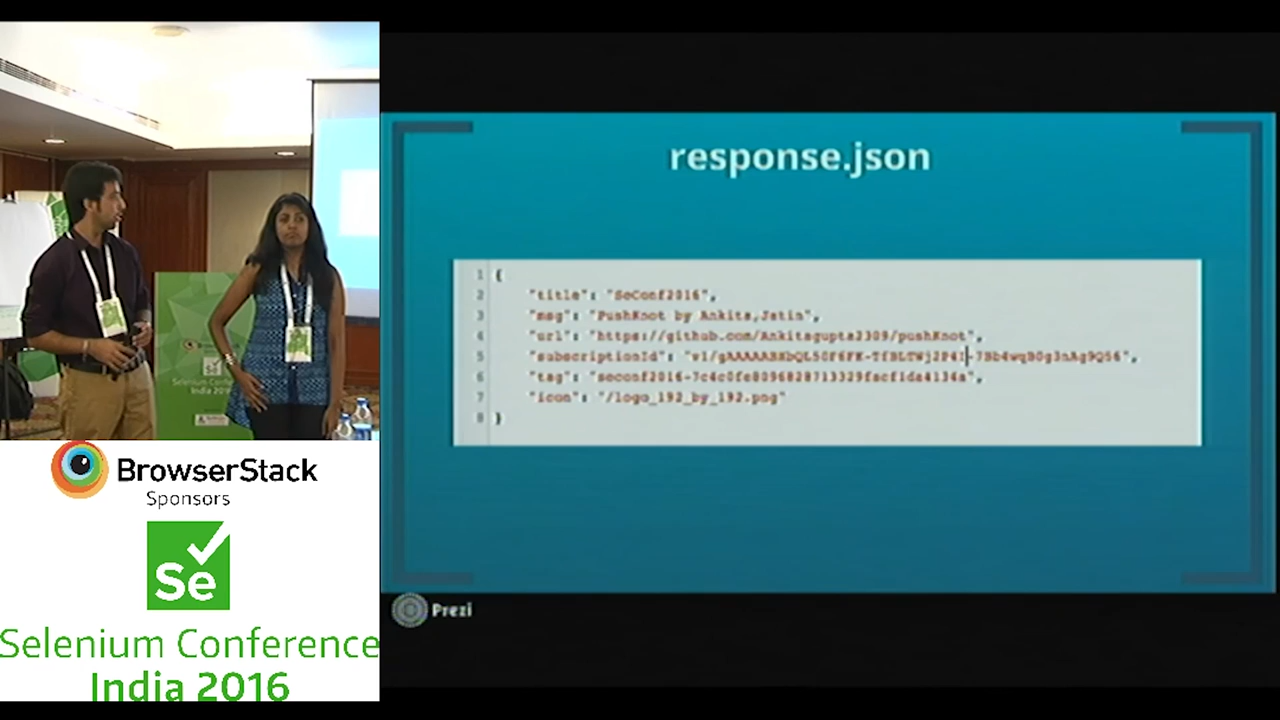 response.json
1 {
2 "title": "SeConf2016",
3 "msg": "PushKnot by Ankita,Jatin",
4 "url": "https://github.com/Ankitagupta2309/pushKnot",
5 "subscriptionId":
6 "tag":
7 "icon": "/logo_192_by_192.png"
8 }
Prezi
BrowserStack
Sponsors
Se
Selenium Conference
India 2016